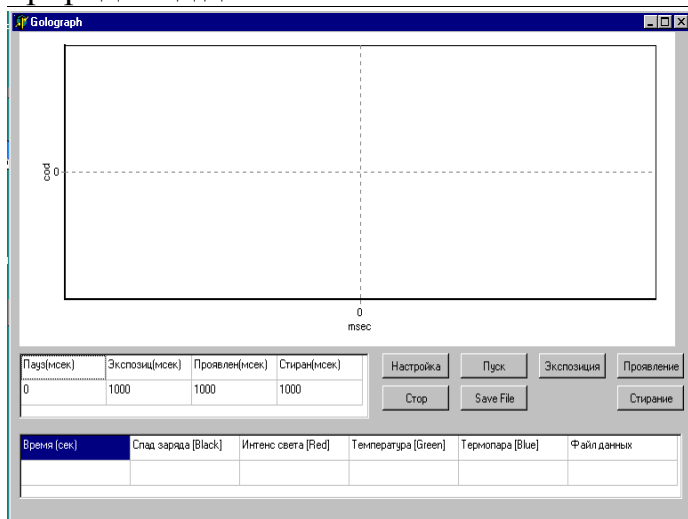 Golograph
cod
0
0
msec
Пауз(мсек) Экспозиц(мсек) Проявлен(мсек) Стиран(мсек)
0 1000 1000 1000
Настройка Пуск Экспозиция Проявление
Стоп Save File Стирание
Время (сек) Спад заряда [Black] Интенс света [Red] Температура [Green] Термопара [Blue] Файл данных